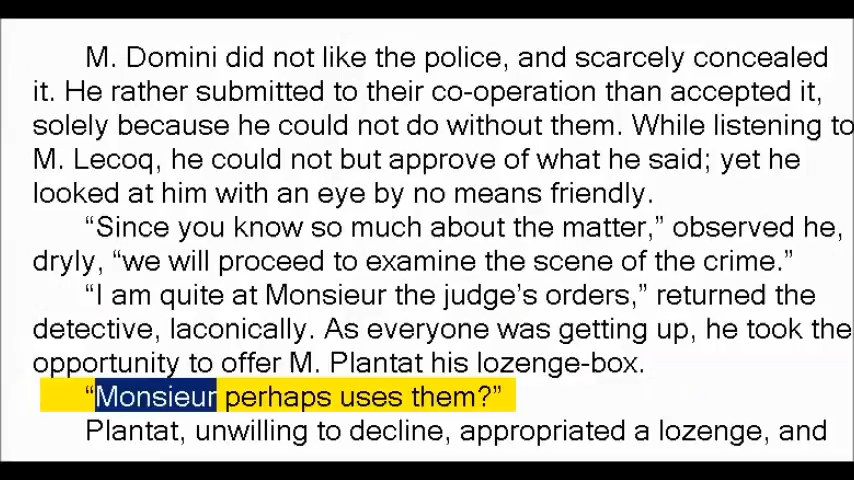 M. Domini did not like the police, and scarcely concealed
it. He rather submitted to their co-operation than accepted it,
solely because he could not do without them. While listening to
M. Lecoq, he could not but approve of what he said; yet he
looked at him with an eye by no means friendly.
“Since you know so much about the matter,” observed he,
dryly, “we will proceed to examine the scene of the crime.”
“I am quite at Monsieur the judge’s orders,” returned the
detective, laconically. As everyone was getting up, he took the
opportunity to offer M. Plantat his lozenge-box.
“Monsieur perhaps uses them?”
Plantat, unwilling to decline, appropriated a lozenge, and